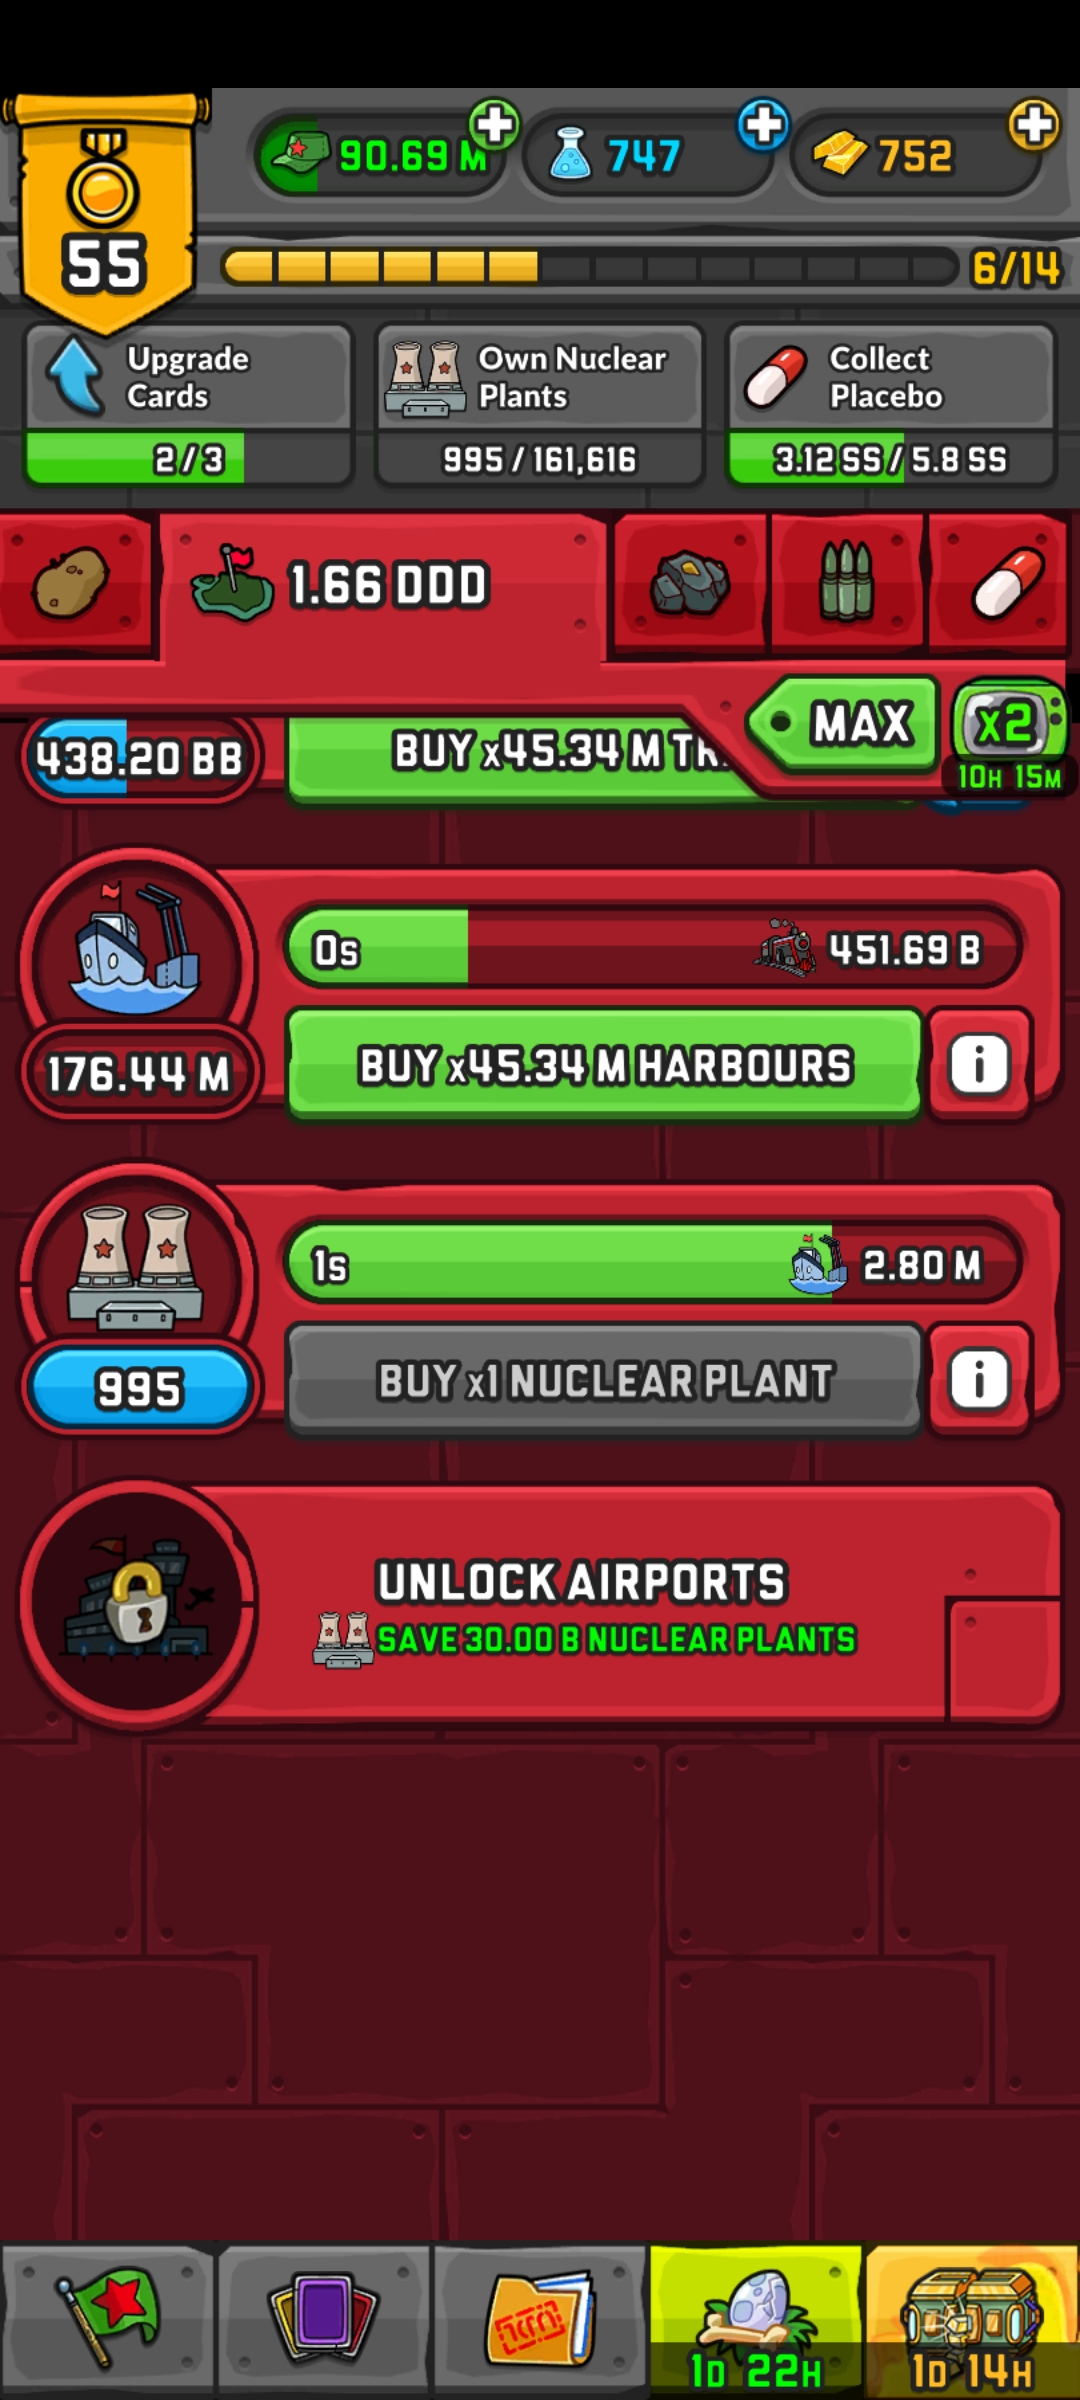 90.69 M
747
752
55
6/14
Upgrade
Cards
2/3
Own Nuclear
Plants
995/161,616
Collect
Placebo
3.12 SS/5.8 SS
1.66 DDD
MAX
x2
10H 15M
438.20 BB
BUY x45.34 M
0s
451.69 B
176.44 M
BUY x45.34 M HARBOURS
i
1s
2.80 M
995
BUY x1 NUCLEAR PLANT
i
UNLOCK AIRPORTS
SAVE 30.00 B NUCLEAR PLANTS
1D 22H
1D 14H